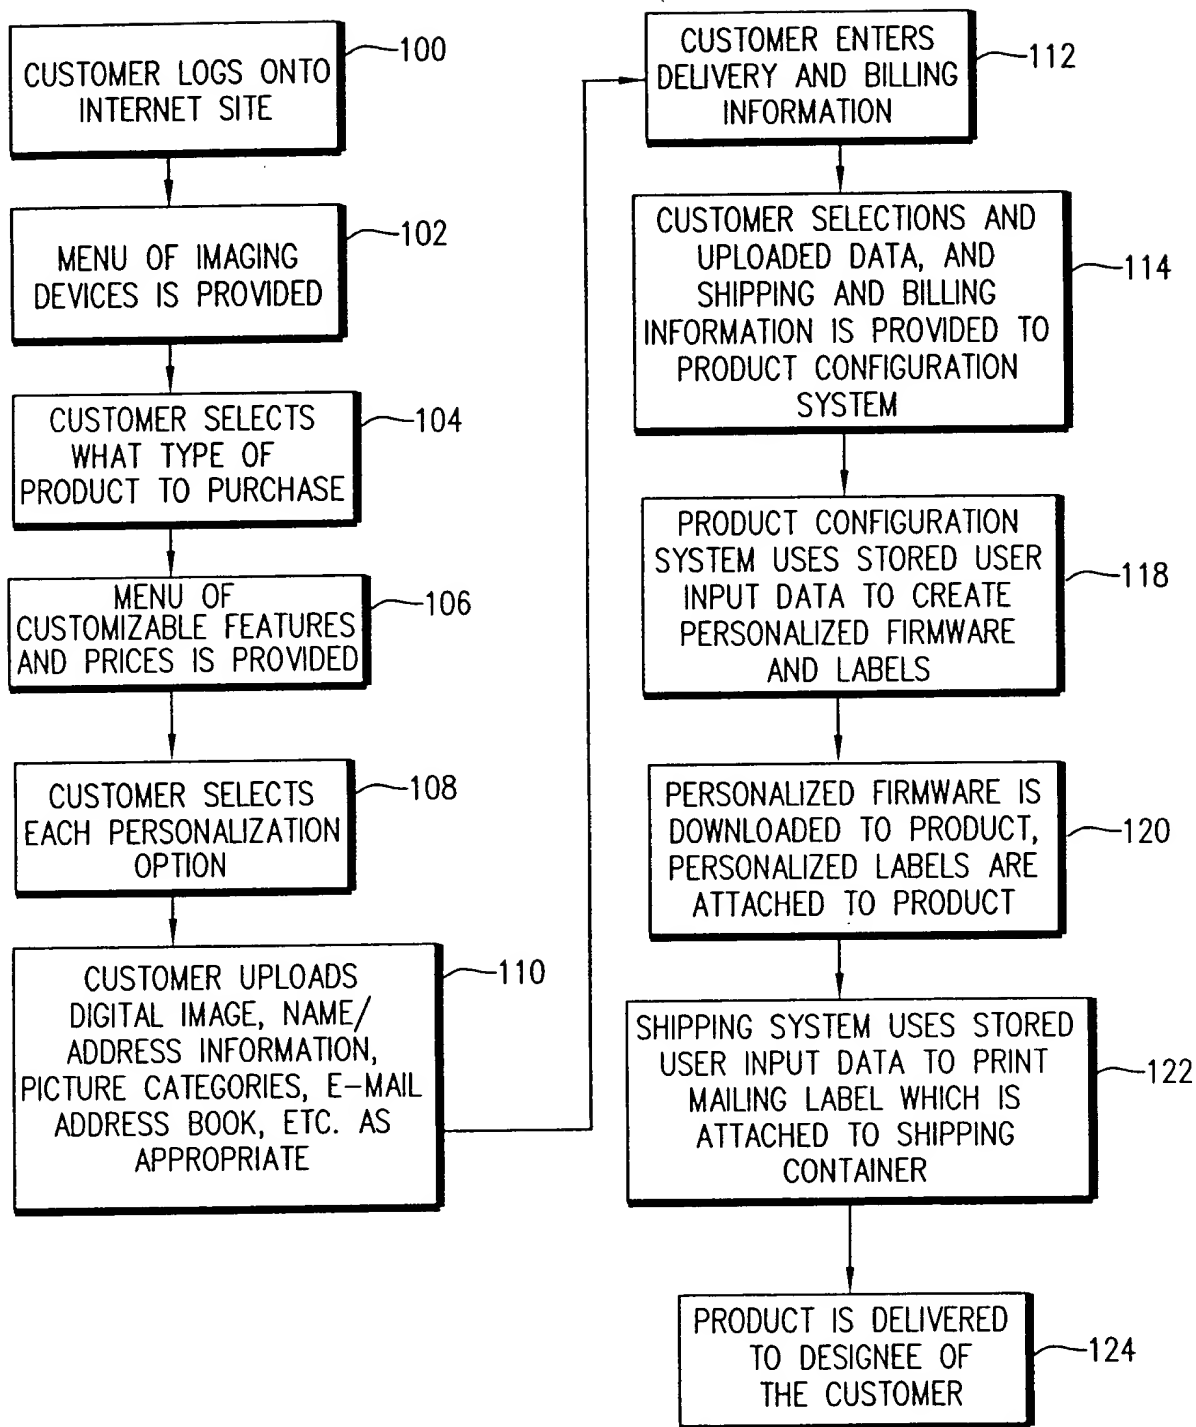 CUSTOMER LOGS ONTO
INTERNET SITE
100
MENU OF IMAGING
DEVICES IS PROVIDED
102
CUSTOMER SELECTS
WHAT TYPE OF
PRODUCT TO PURCHASE
104
MENU OF
CUSTOMIZABLE FEATURES
AND PRICES IS PROVIDED
106
CUSTOMER SELECTS
EACH PERSONALIZATION
OPTION
108
CUSTOMER UPLOADS
DIGITAL IMAGE, NAME/
ADDRESS INFORMATION,
PICTURE CATEGORIES, E-MAIL
ADDRESS BOOK, ETC. AS
APPROPRIATE
110
CUSTOMER ENTERS
DELIVERY AND BILLING
INFORMATION
112
CUSTOMER SELECTIONS AND
UPLOADED DATA, AND
SHIPPING AND BILLING
INFORMATION IS PROVIDED TO
PRODUCT CONFIGURATION
SYSTEM
114
PRODUCT CONFIGURATION
SYSTEM USES STORED USER
INPUT DATA TO CREATE
PERSONALIZED FIRMWARE
AND LABELS
118
PERSONALIZED FIRMWARE IS
DOWNLOADED TO PRODUCT,
PERSONALIZED LABELS ARE
ATTACHED TO PRODUCT
120
SHIPPING SYSTEM USES STORED
USER INPUT DATA TO PRINT
MAILING LABEL WHICH IS
ATTACHED TO SHIPPING
CONTAINER
122
PRODUCT IS DELIVERED
TO DESIGNEE OF
THE CUSTOMER
124